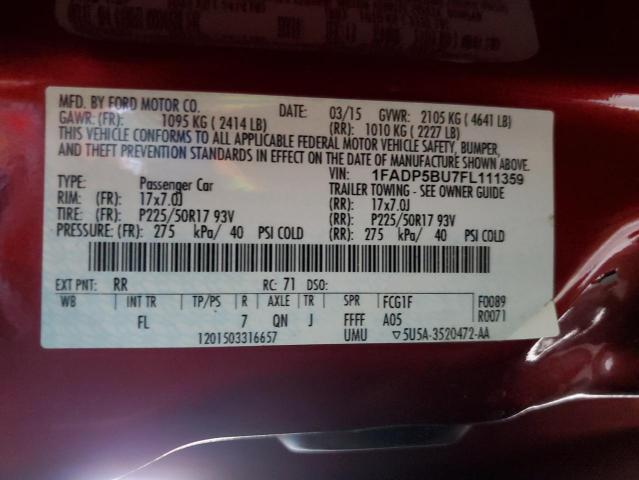 MFD. BY FORD MOTOR CO. DATE: 03/15 GVWR: 2105 KG (4641 LB)
GAWR: (FR): 1095 KG (2414 LB) (RR): 1010 KG (2227 LB)
THIS VEHICLE CONFORMS TO ALL APPLICABLE FEDERAL MOTOR VEHICLE SAFETY, BUMPER,
AND THEFT PREVENTION STANDARDS IN EFFECT ON THE DATE OF MANUFACTURE SHOWN ABOVE.
VIN: 1FADP5BU7FL111359
TYPE: Passenger Car TRAILER TOWING - SEE OWNER GUIDE
RIM: (FR): 17x7.0J (RR): 17x7.0J
TIRE: (FR): P225/50R17 93V (RR): P225/50R17 93V
PRESSURE: (FR): 275 kPa/ 40 PSI COLD (RR): 275 kPa/ 40 PSI COLD
EXT PNT: RR RC: 71 DSO:
WB INT TR TP/PS R AXLE TR SPR FCG1F F0089
FL 7 QN J FFFF A05 R0071
1201503316657 UMU ▽5U5A-3520472-AA